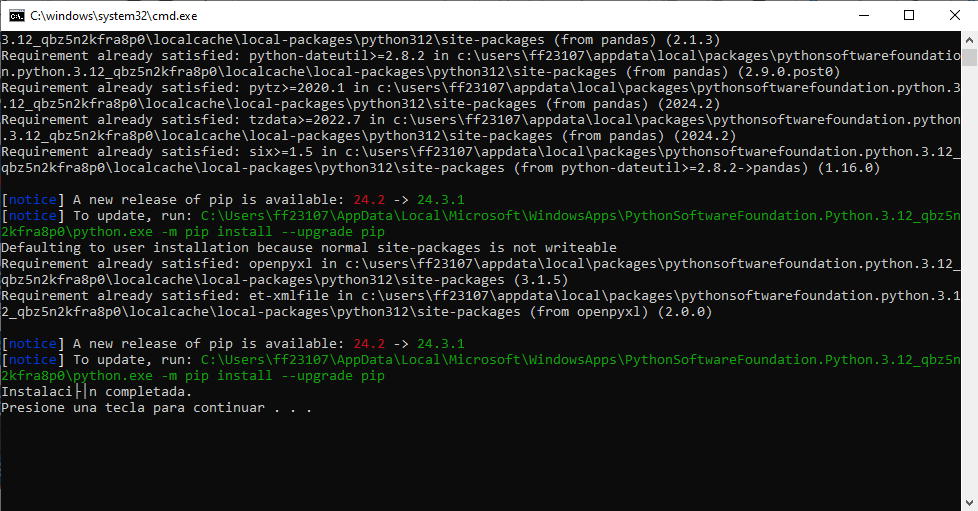 C:\windows\system32\cmd.exe
3.12_qbz5n2kfra8p0\localcache\local-packages\python312\site-packages (from pandas) (2.1.3)
Requirement already satisfied: python-dateutil>=2.8.2 in c:\users\ff23107\appdata\local\packages\pythonsoftwarefoundatio
n.python.3.12_qbz5n2kfra8p0\localcache\local-packages\python312\site-packages (from pandas) (2.9.0.post0)
Requirement already satisfied: pytz>=2020.1 in c:\users\ff23107\appdata\local\packages\pythonsoftwarefoundation.python.3
.12_qbz5n2kfra8p0\localcache\local-packages\python312\site-packages (from pandas) (2024.2)
Requirement already satisfied: tzdata>=2022.7 in c:\users\ff23107\appdata\local\packages\pythonsoftwarefoundation.python
.3.12_qbz5n2kfra8p0\localcache\local-packages\python312\site-packages (from pandas) (2024.2)
Requirement already satisfied: six>=1.5 in c:\users\ff23107\appdata\local\packages\pythonsoftwarefoundation.python.3.12_
qbz5n2kfra8p0\localcache\local-packages\python312\site-packages (from python-dateutil>=2.8.2->pandas) (1.16.0)
[notice] A new release of pip is available: 24.2 -> 24.3.1
[notice] To update, run: C:\Users\ff23107\AppData\Local\Microsoft\WindowsApps\PythonSoftwareFoundation.Python.3.12_qbz5n
2kfra8p0\python.exe -m pip install --upgrade pip
Defaulting to user installation because normal site-packages is not writeable
Requirement already satisfied: openpyxl in c:\users\ff23107\appdata\local\packages\pythonsoftwarefoundation.python.3.12_
qbz5n2kfra8p0\localcache\local-packages\python312\site-packages (3.1.5)
Requirement already satisfied: et-xmlfile in c:\users\ff23107\appdata\local\packages\pythonsoftwarefoundation.python.3.1
2_qbz5n2kfra8p0\localcache\local-packages\python312\site-packages (from openpyxl) (2.0.0)
[notice] A new release of pip is available: 24.2 -> 24.3.1
[notice] To update, run: C:\Users\ff23107\AppData\Local\Microsoft\WindowsApps\PythonSoftwareFoundation.Python.3.12_qbz5n
2kfra8p0\python.exe -m pip install --upgrade pip
Instalaci├│n completada.
Presione una tecla para continuar . . .